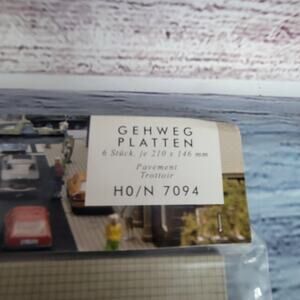 GEHWEG
PLATTEN
6 Stück, je 210 x 146 mm
Pavement
Trottoir
H0/N 7094